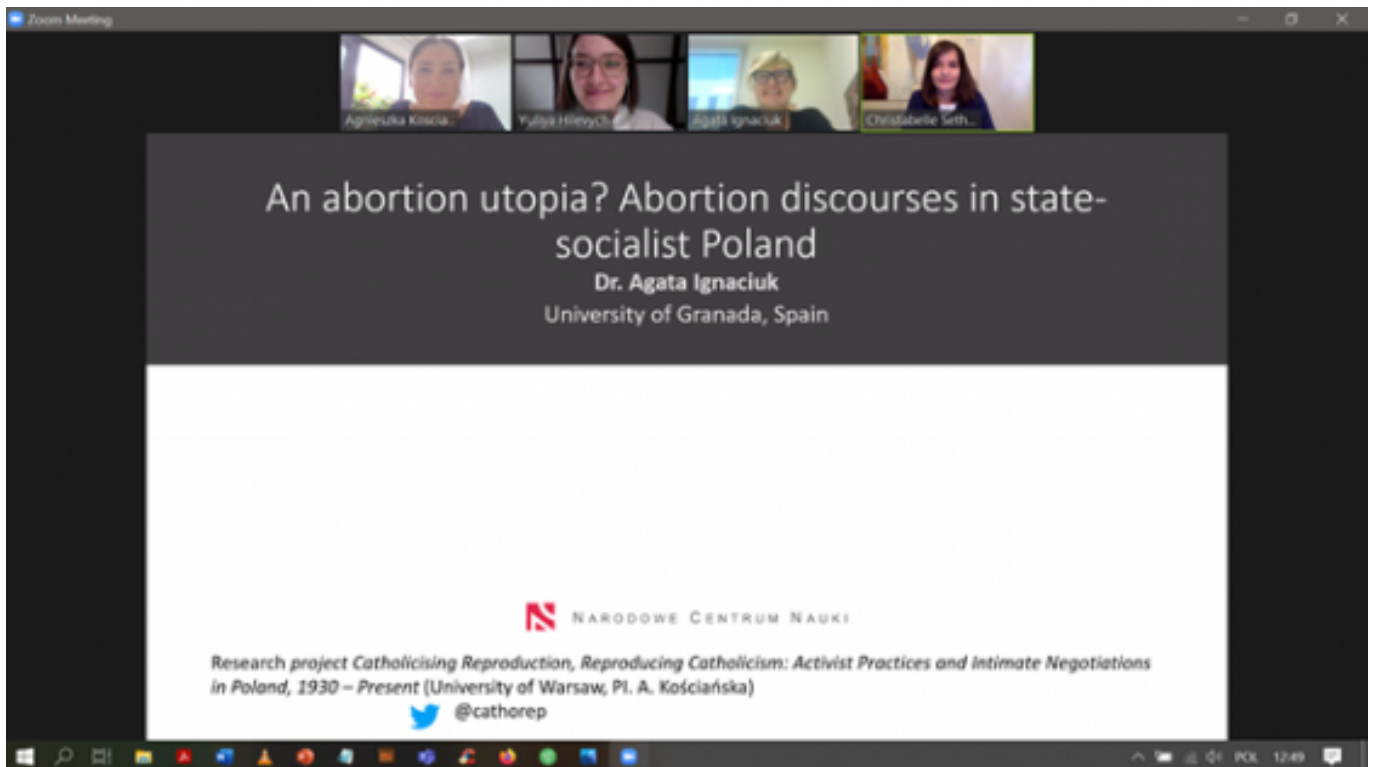 Zoom Meeting
Agnieszka Koscia...
Yuliya Hilevych
Agata Ignaciuk
Christabelle Seth...
An abortion utopia? Abortion discourses in state-
socialist Poland
Dr. Agata Ignaciuk
University of Granada, Spain
NARODOWE CENTRUM NAUKI
Research project Catholicising Reproduction, Reproducing Catholicism: Activist Practices and Intimate Negotiations
in Poland, 1930 – Present (University of Warsaw, PI. A. Kościańska)
@cathorep
POL 12:49